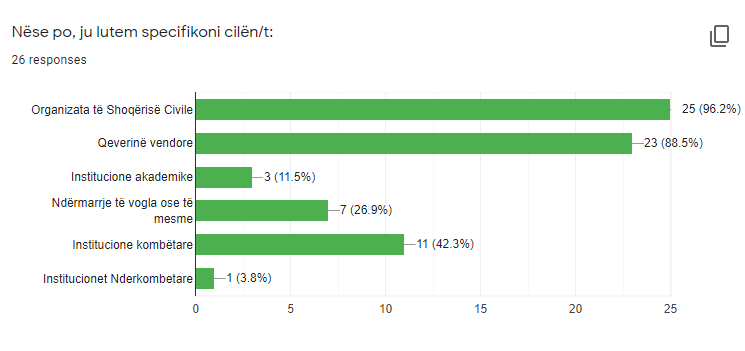 Nëse po, ju lutem specifikoni cilën/t:
26 responses
Organizata të Shoqërisë Civile
25 (96.2%)
Qeverinë vendore
23 (88.5%)
Institucione akademike
3 (11.5%)
Ndërmarrje të vogla ose të
mesme
7 (26.9%)
Institucione kombëtare
11 (42.3%)
Institucionet Nderkombetare
1 (3.8%)
0 5 10 15 20 25